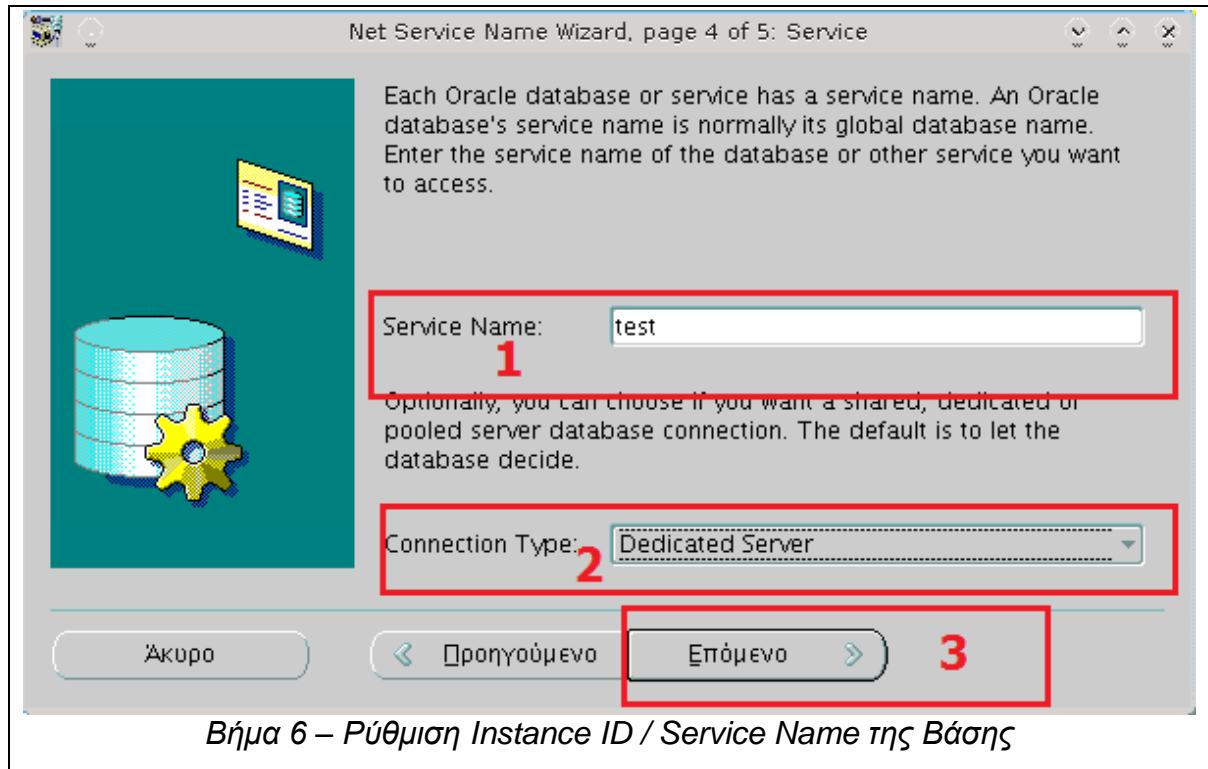 Net Service Name Wizard, page 4 of 5: Service
Each Oracle database or service has a service name. An Oracle
database's service name is normally its global database name.
Enter the service name of the database or other service you want
to access.
Service Name: test
1
Optionally, you can choose if you want a shared, dedicated or
pooled server database connection. The default is to let the
database decide.
Connection Type: Dedicated Server
2
Άκυρο Προηγούμενο Επόμενο 3
Βήμα 6 – Ρύθμιση Instance ID / Service Name της Βάσης